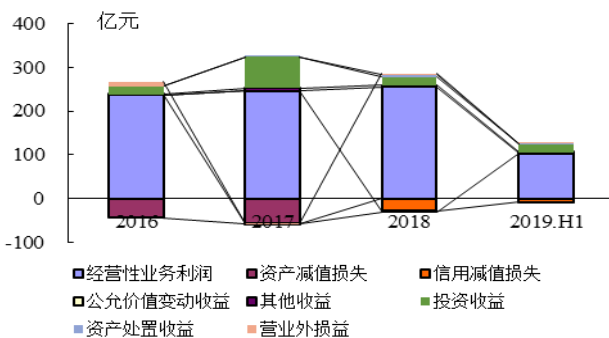 亿元
400
300
200
100
0
-100
2016 2017 2018 2019.H1
经营性业务利润 资产减值损失 信用减值损失
公允价值变动收益 其他收益 投资收益
资产处置收益 营业外损益